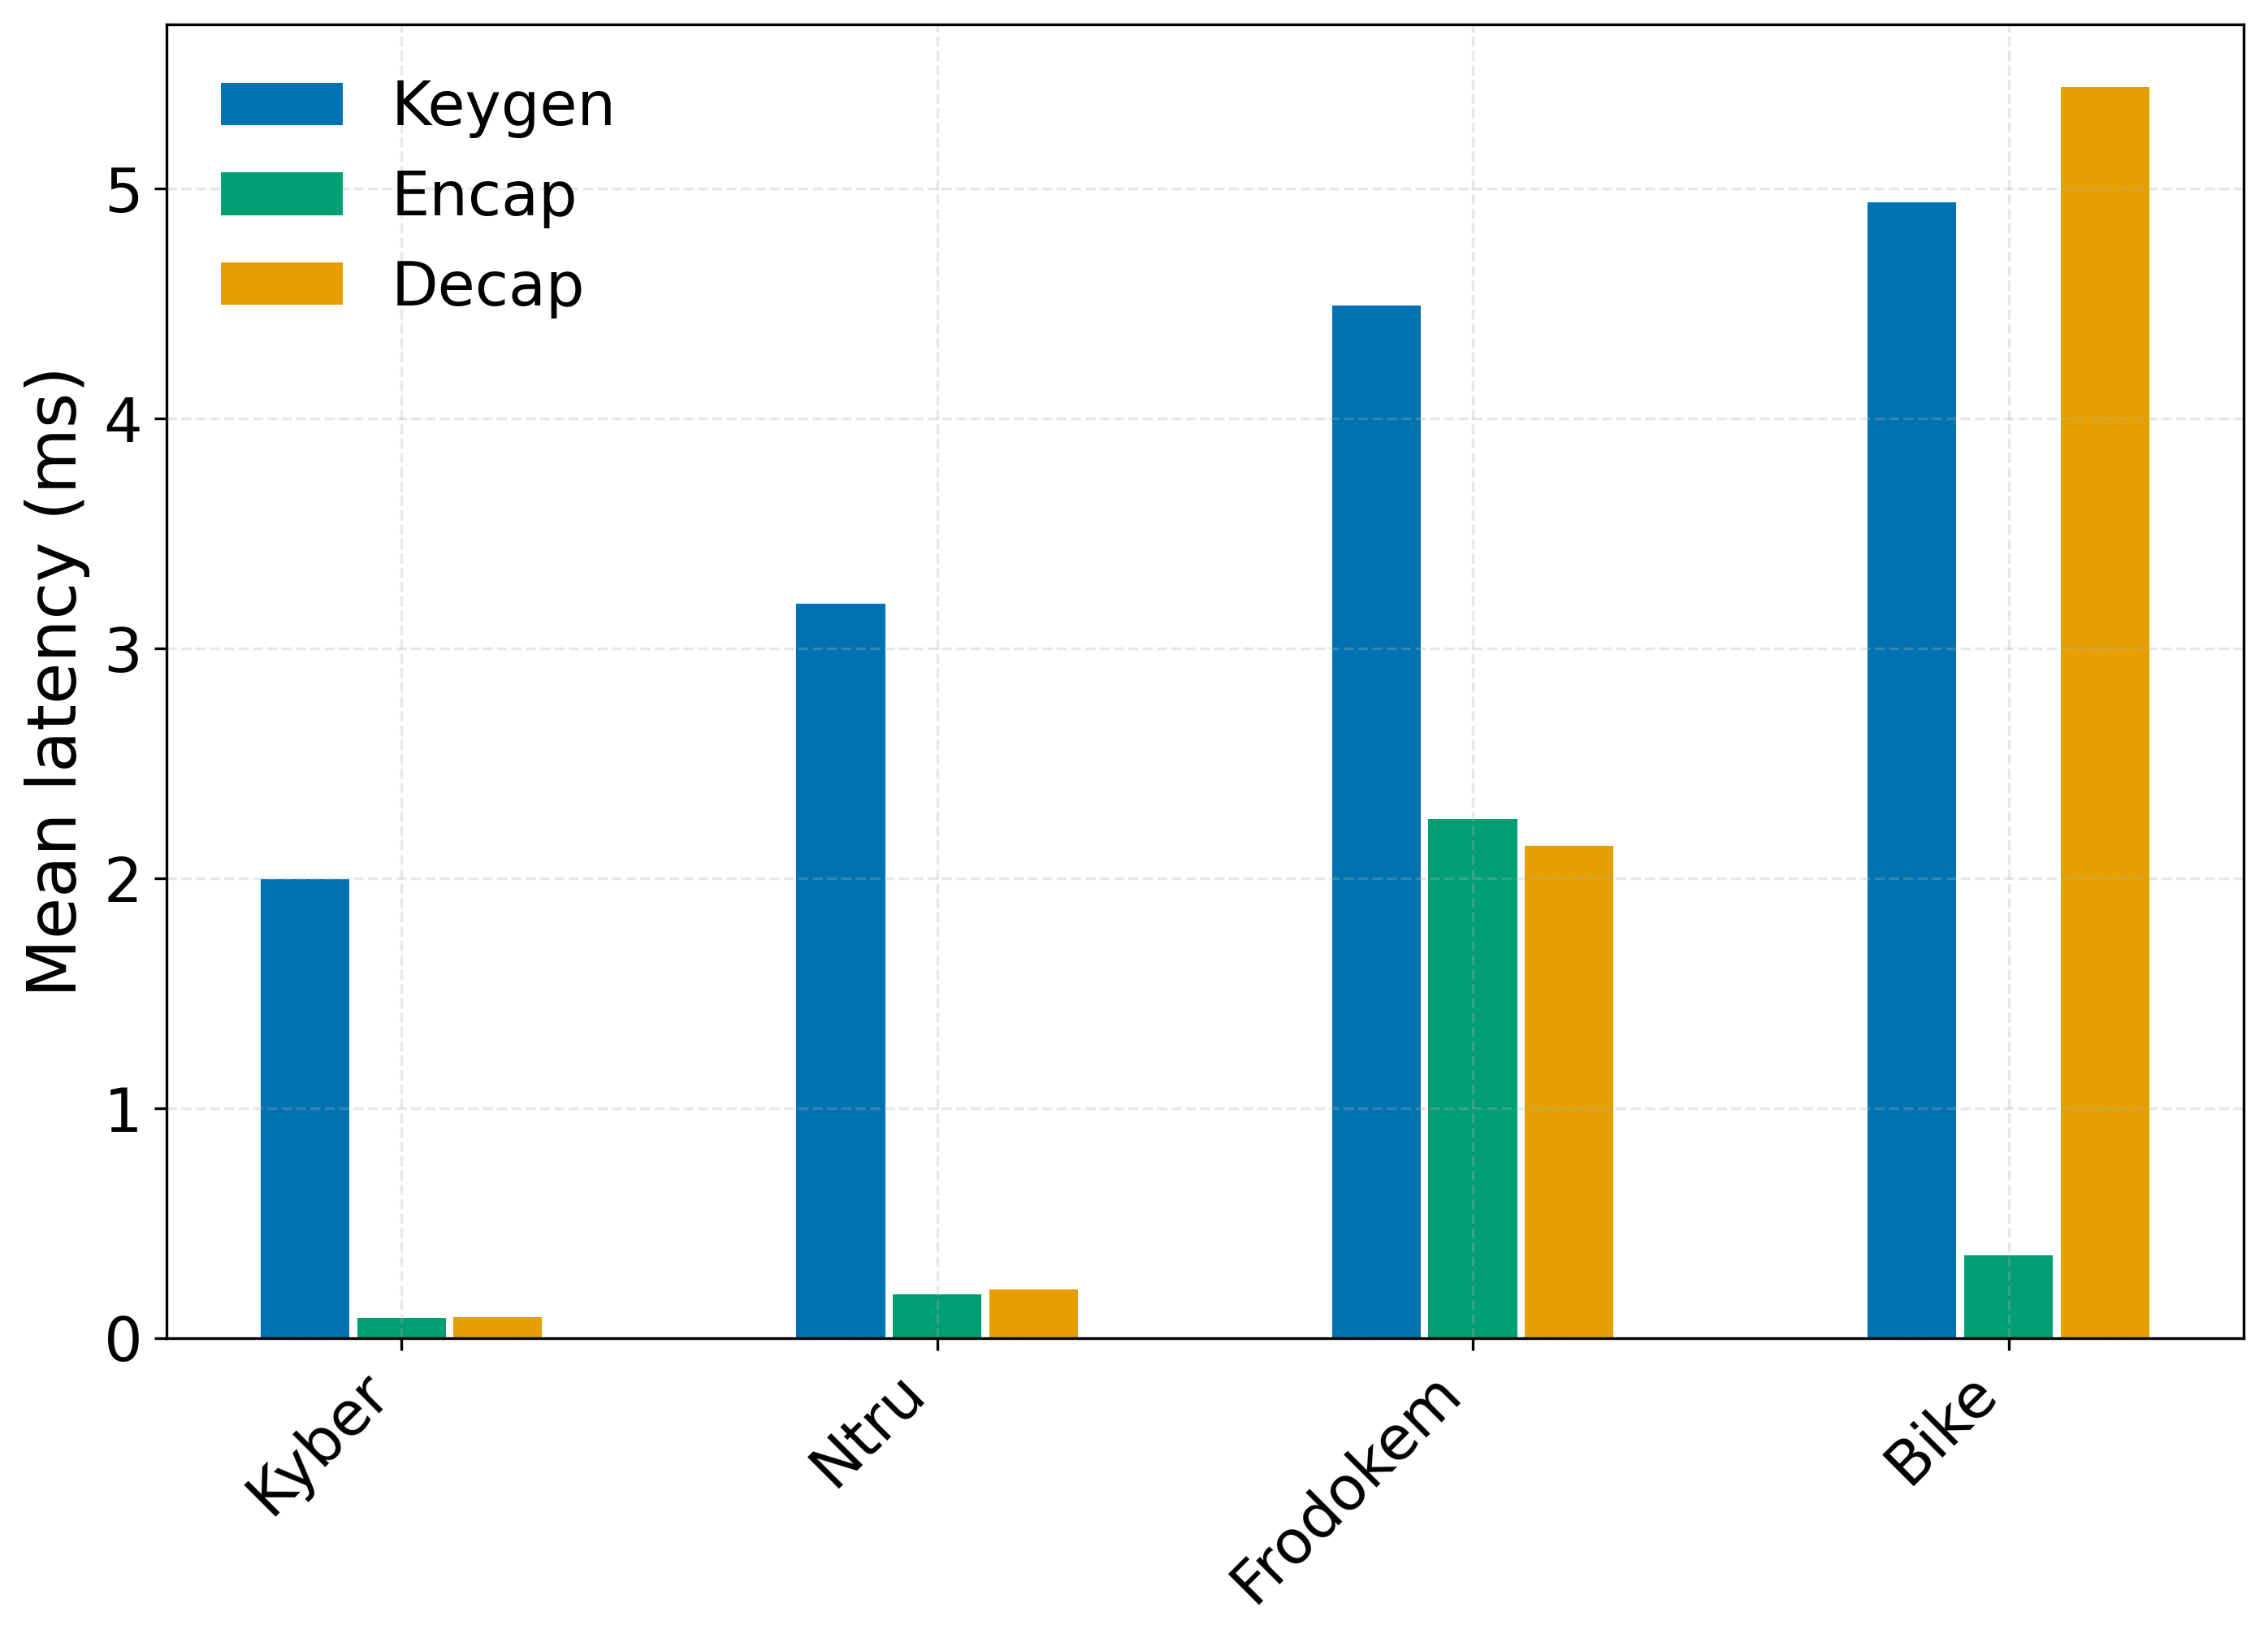 Keygen
Encap
Decap
Mean latency (ms)
5
4
3
2
1
0
Kyber
Ntru
Frodokem
Bike